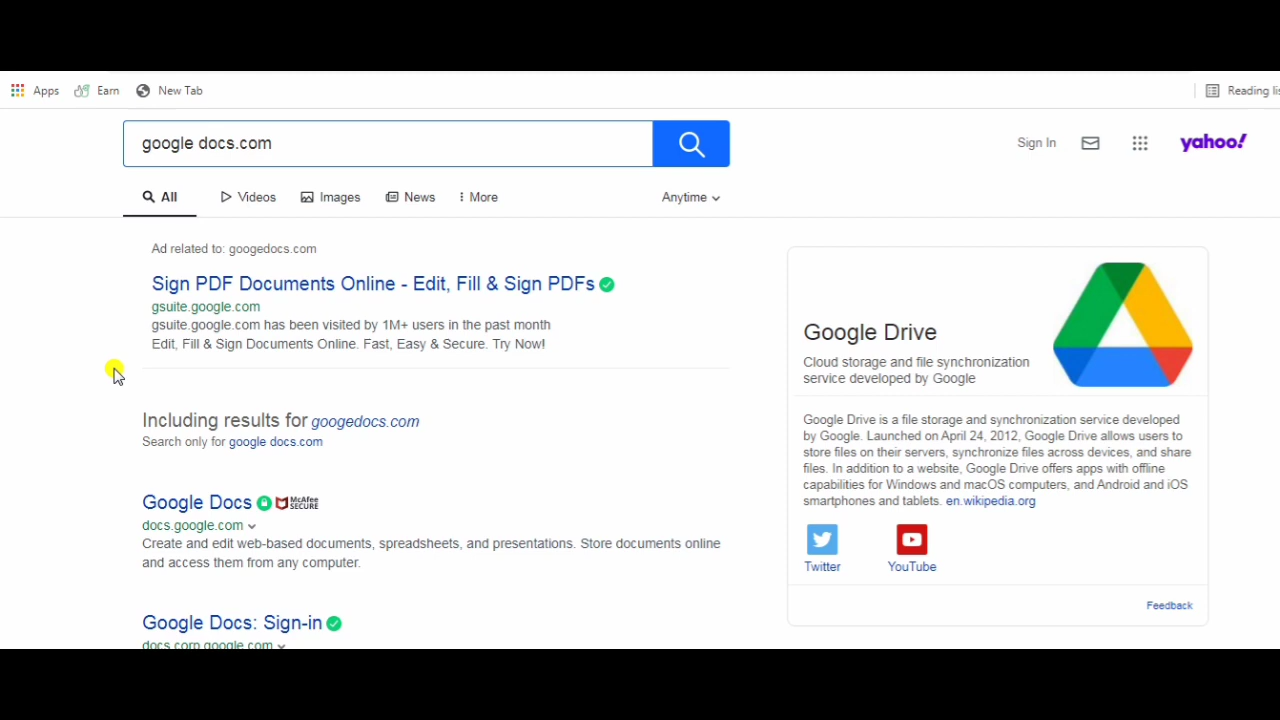 Apps Earn New Tab Reading lis
google docs.com
Sign In yahoo!
All Videos Images News More Anytime
Ad related to: googedocs.com
Sign PDF Documents Online - Edit, Fill & Sign PDFs
gsuite.google.com
gsuite.google.com has been visited by 1M+ users in the past month
Edit, Fill & Sign Documents Online. Fast, Easy & Secure. Try Now!
Including results for googedocs.com
Search only for google docs.com
Google Docs McAfee SECURE
docs.google.com
Create and edit web-based documents, spreadsheets, and presentations. Store documents online
and access them from any computer.
Google Docs: Sign-in
docs.corp.google.com
Google Drive
Cloud storage and file synchronization
service developed by Google
Google Drive is a file storage and synchronization service developed
by Google. Launched on April 24, 2012, Google Drive allows users to
store files on their servers, synchronize files across devices, and share
files. In addition to a website, Google Drive offers apps with offline
capabilities for Windows and macOS computers, and Android and iOS
smartphones and tablets. en.wikipedia.org
Twitter YouTube
Feedback